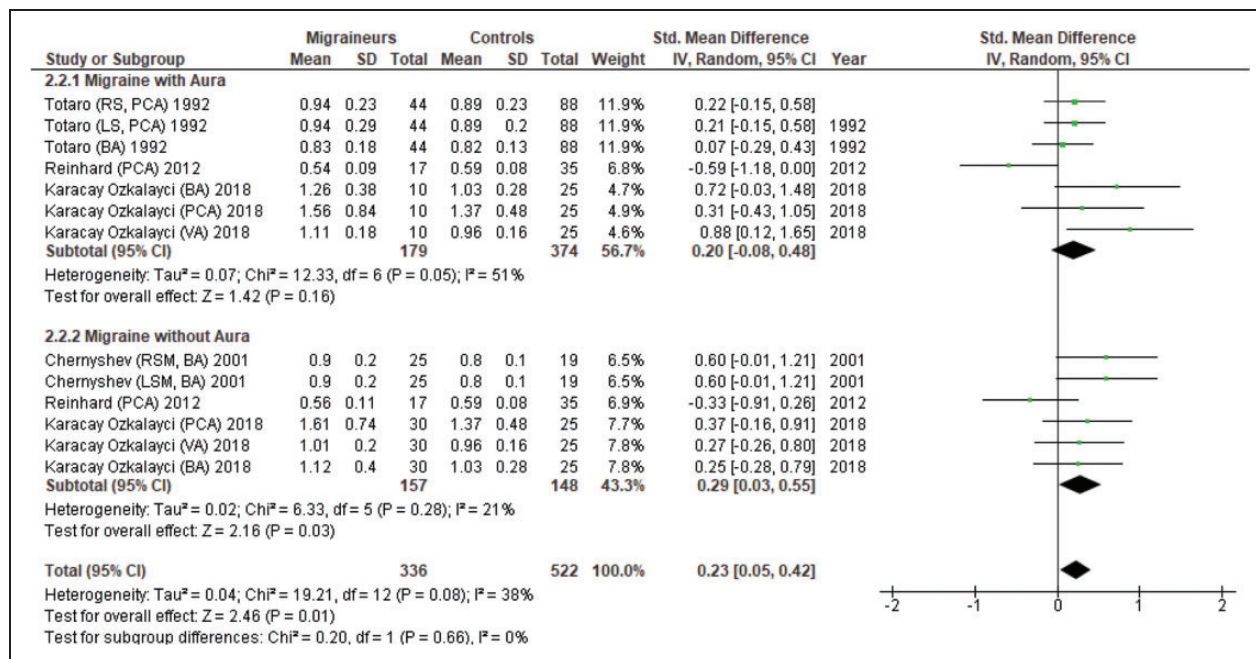 Migraineurs Controls Std. Mean Difference Std. Mean Difference
Study or Subgroup Mean SD Total Mean SD Total Weight IV, Random, 95% CI Year IV, Random, 95% CI
2.2.1 Migraine with Aura
Totaro (RS, PCA) 1992 0.94 0.23 44 0.89 0.23 88 11.9% 0.22 [-0.15, 0.58]
Totaro (LS, PCA) 1992 0.94 0.29 44 0.89 0.2 88 11.9% 0.21 [-0.15, 0.58] 1992
Totaro (BA) 1992 0.83 0.18 44 0.82 0.13 88 11.9% 0.07 [-0.29, 0.43] 1992
Reinhard (PCA) 2012 0.54 0.09 17 0.59 0.08 35 6.8% -0.59 [-1.18, 0.00] 2012
Karacay Ozkalayci (BA) 2018 1.26 0.38 10 1.03 0.28 25 4.7% 0.72 [-0.03, 1.48] 2018
Karacay Ozkalayci (PCA) 2018 1.56 0.84 10 1.37 0.48 25 4.9% 0.31 [-0.43, 1.05] 2018
Karacay Ozkalayci (VA) 2018 1.11 0.18 10 0.96 0.16 25 4.6% 0.88 [0.12, 1.65] 2018
Subtotal (95% CI) 179 374 56.7% 0.20 [-0.08, 0.48]
Heterogeneity: Tau² = 0.07; Chi² = 12.33, df = 6 (P = 0.05); I² = 51%
Test for overall effect: Z = 1.42 (P = 0.16)
2.2.2 Migraine without Aura
Chernyshev (RSM, BA) 2001 0.9 0.2 25 0.8 0.1 19 6.5% 0.60 [-0.01, 1.21] 2001
Chernyshev (LSM, BA) 2001 0.9 0.2 25 0.8 0.1 19 6.5% 0.60 [-0.01, 1.21] 2001
Reinhard (PCA) 2012 0.56 0.11 17 0.59 0.08 35 6.9% -0.33 [-0.91, 0.26] 2012
Karacay Ozkalayci (PCA) 2018 1.61 0.74 30 1.37 0.48 25 7.7% 0.37 [-0.16, 0.91] 2018
Karacay Ozkalayci (VA) 2018 1.01 0.2 30 0.96 0.16 25 7.8% 0.27 [-0.26, 0.80] 2018
Karacay Ozkalayci (BA) 2018 1.12 0.4 30 1.03 0.28 25 7.8% 0.25 [-0.28, 0.79] 2018
Subtotal (95% CI) 157 148 43.3% 0.29 [0.03, 0.55]
Heterogeneity: Tau² = 0.02; Chi² = 6.33, df = 5 (P = 0.28); I² = 21%
Test for overall effect: Z = 2.16 (P = 0.03)
Total (95% CI) 336 522 100.0% 0.23 [0.05, 0.42]
Heterogeneity: Tau² = 0.04; Chi² = 19.21, df = 12 (P = 0.08); I² = 38%
Test for overall effect: Z = 2.46 (P = 0.01)
Test for subgroup differences: Chi² = 0.20, df = 1 (P = 0.66), I² = 0%
-2 -1 0 1 2